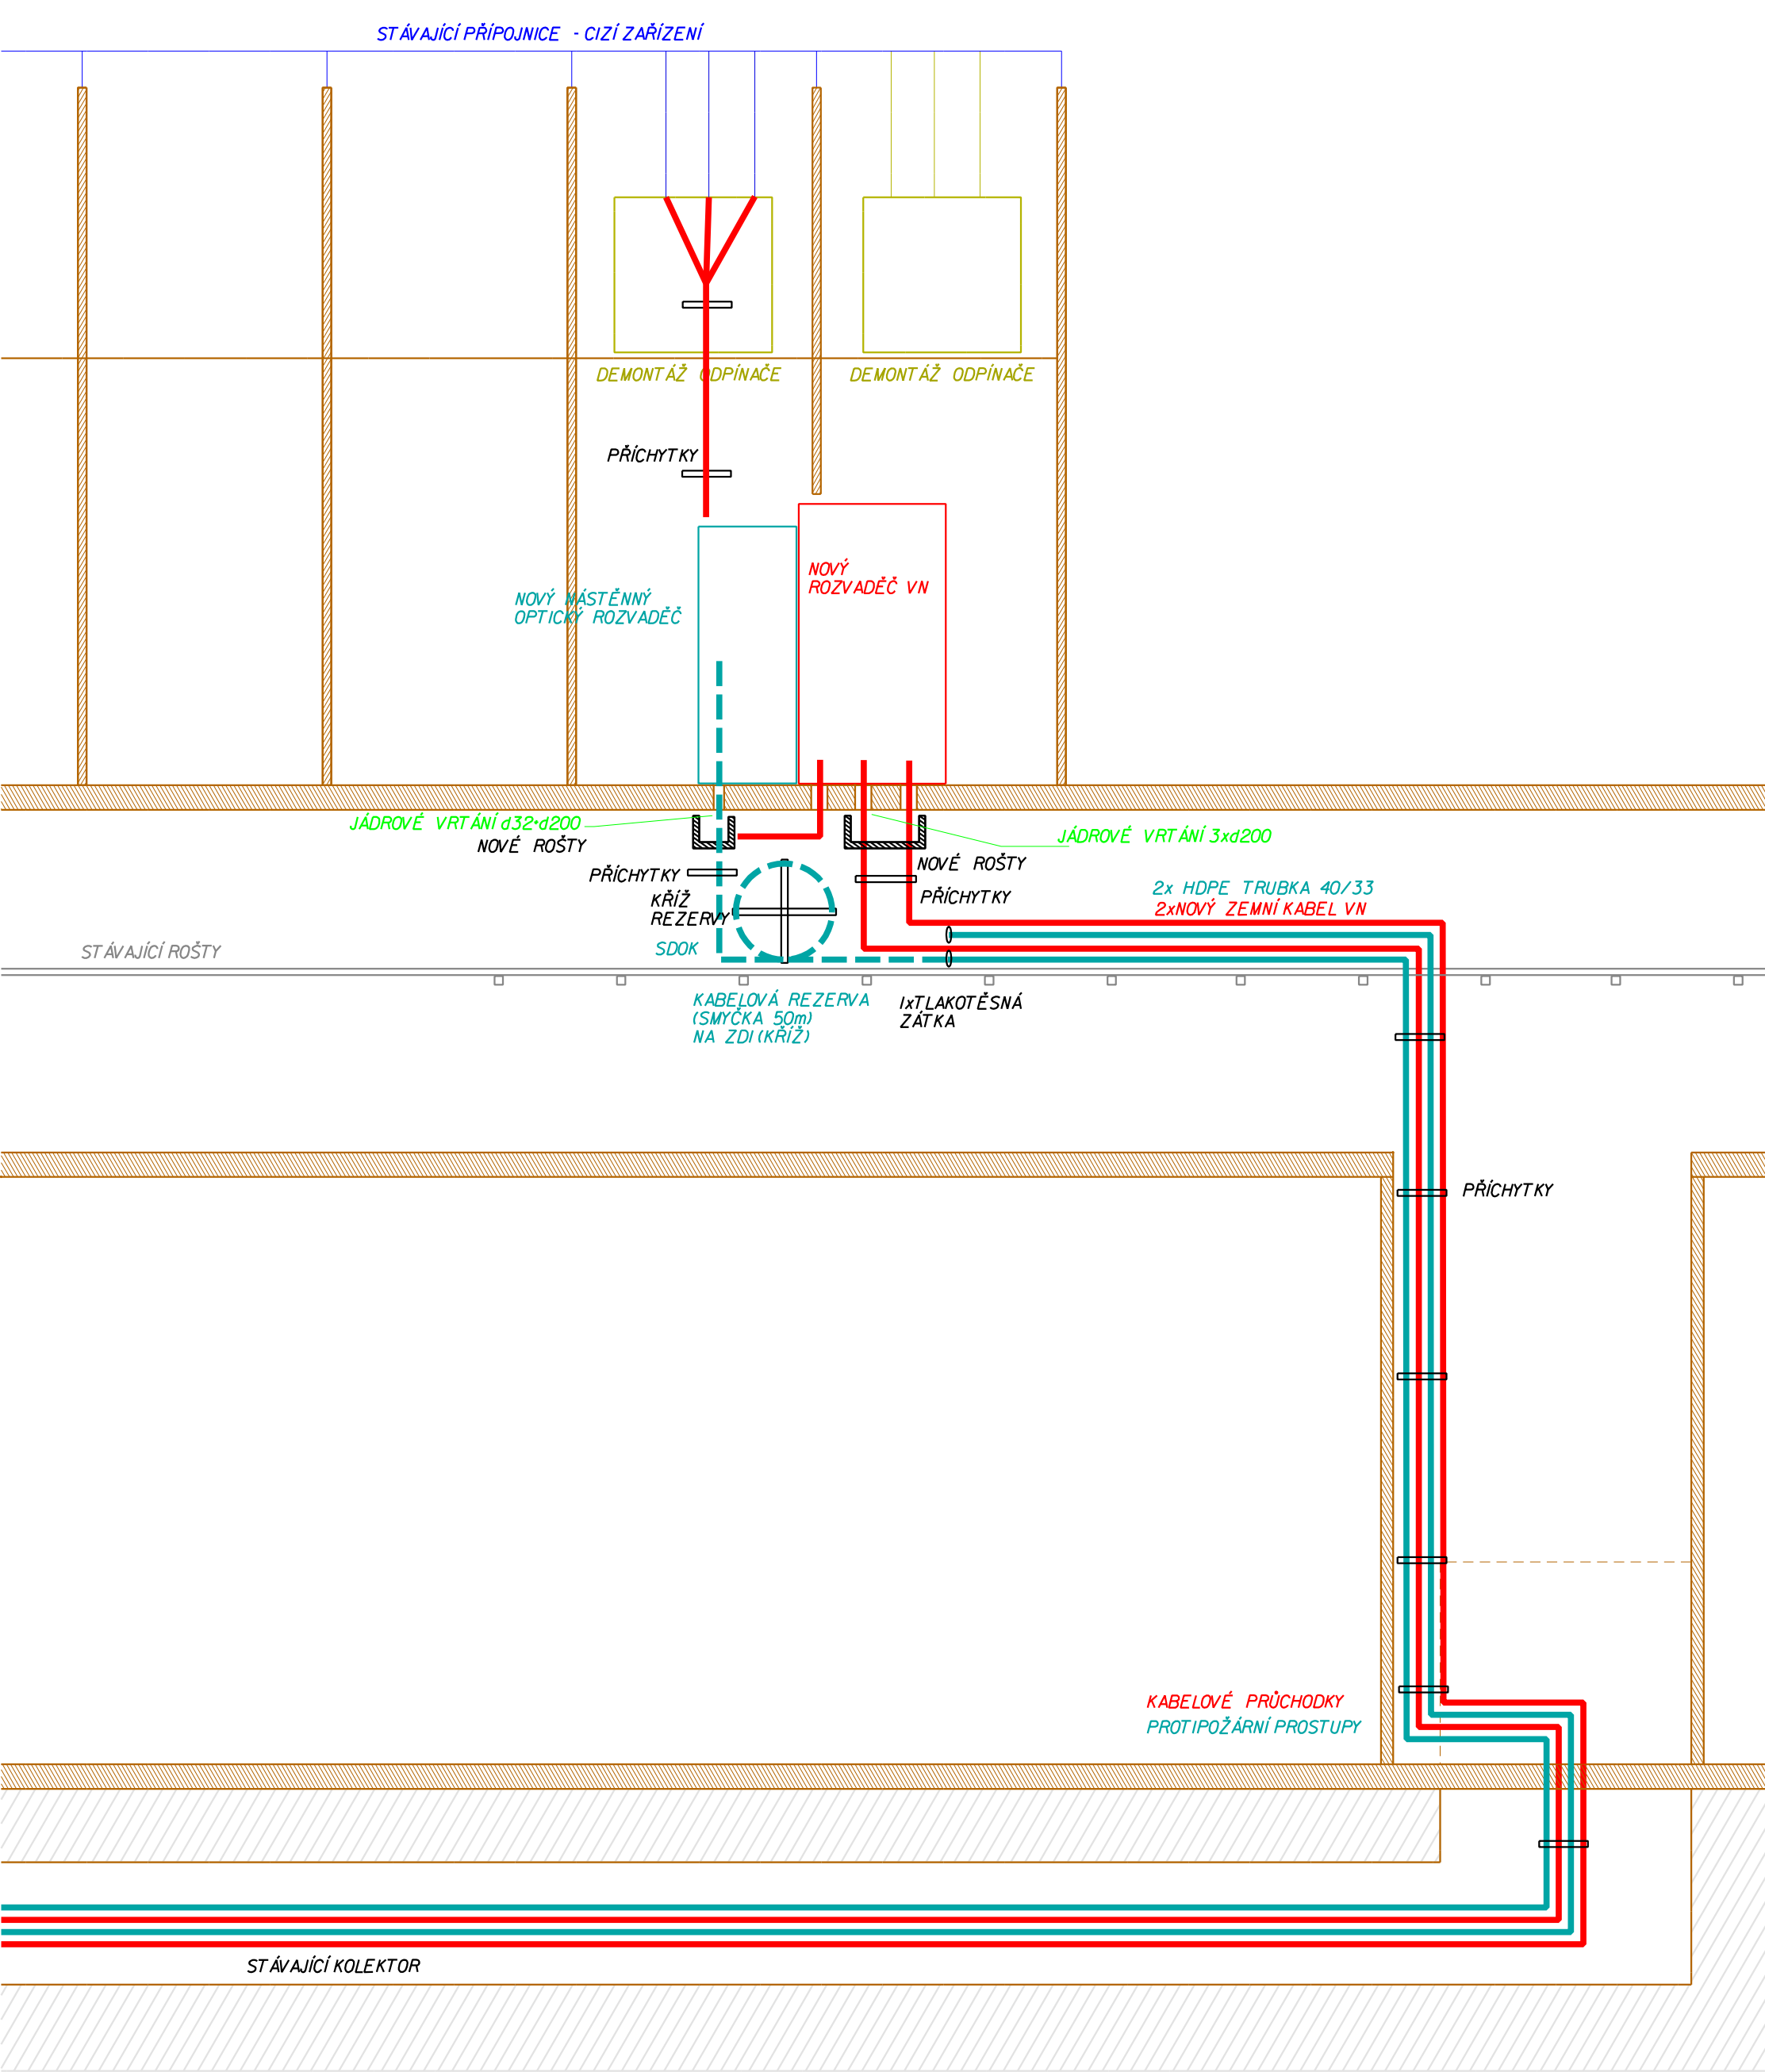 STÁVAJÍCÍ PŘÍPOJNICE - CIZÍ ZAŘÍZENÍ
DEMONTÁŽ ODPÍNAČE
DEMONTÁŽ ODPÍNAČE
PŘÍCHYTKY
NOVÝ
ROZVADĚČ VN
NOVÝ NÁSTĚNNÝ
OPTICKÝ ROZVADĚČ
JÁDROVÉ VRTÁNÍ d32+d200
NOVÉ ROŠTY
JÁDROVÉ VRTÁNÍ 3xd200
NOVÉ ROŠTY
PŘÍCHYTKY
PŘÍCHYTKY
KŘÍŽ
REZERVY
2x HDPE TRUBKA 40/33
2xNOVÝ ZEMNÍ KABEL VN
SDOK
STÁVAJÍCÍ ROŠTY
KABELOVÁ REZERVA
(SMYČKA 50m)
NA ZDI (KŘÍŽ)
1xTLAKOTĚSNÁ
ZÁTKA
PŘÍCHYTKY
KABELOVÉ PRŮCHODKY
PROTIPOŽÁRNÍ PROSTUPY
STÁVAJÍCÍ KOLEKTOR